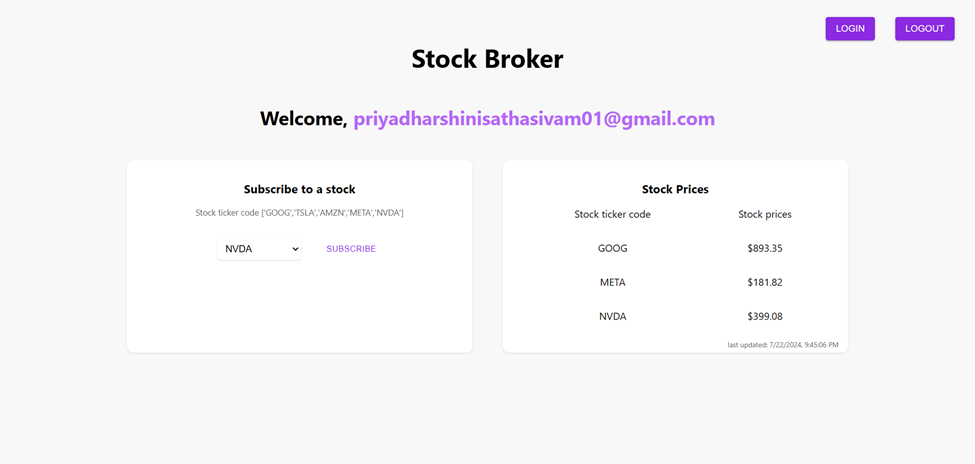 LOGIN LOGOUT
Stock Broker
Welcome, priyadharshinisathasivam01@gmail.com
Subscribe to a stock
Stock ticker code ['GOOG','TSLA','AMZN','META','NVDA']
NVDA SUBSCRIBE
Stock Prices
Stock ticker code Stock prices
GOOG $893.35
META $181.82
NVDA $399.08
last updated: 7/22/2024, 9:45:06 PM